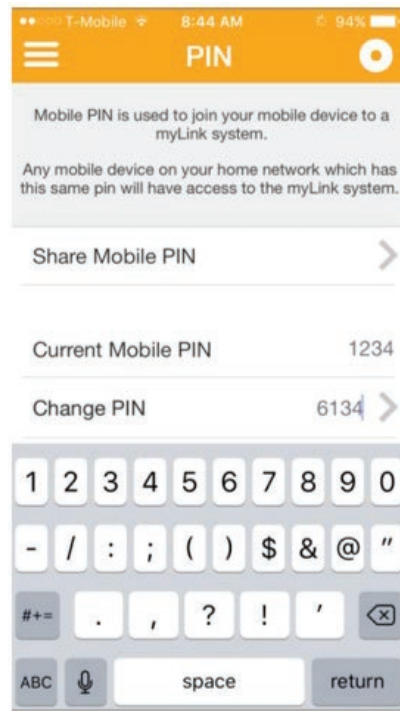 T-Mobile 8:44 AM 94%
PIN
Mobile PIN is used to join your mobile device to a
myLink system.
Any mobile device on your home network which has
this same pin will have access to the myLink system.
Share Mobile PIN
Current Mobile PIN 1234
Change PIN 6134
1 2 3 4 5 6 7 8 9 0
- / : ; ( ) $ & @ "
#+= . , ? ! '
ABC space return